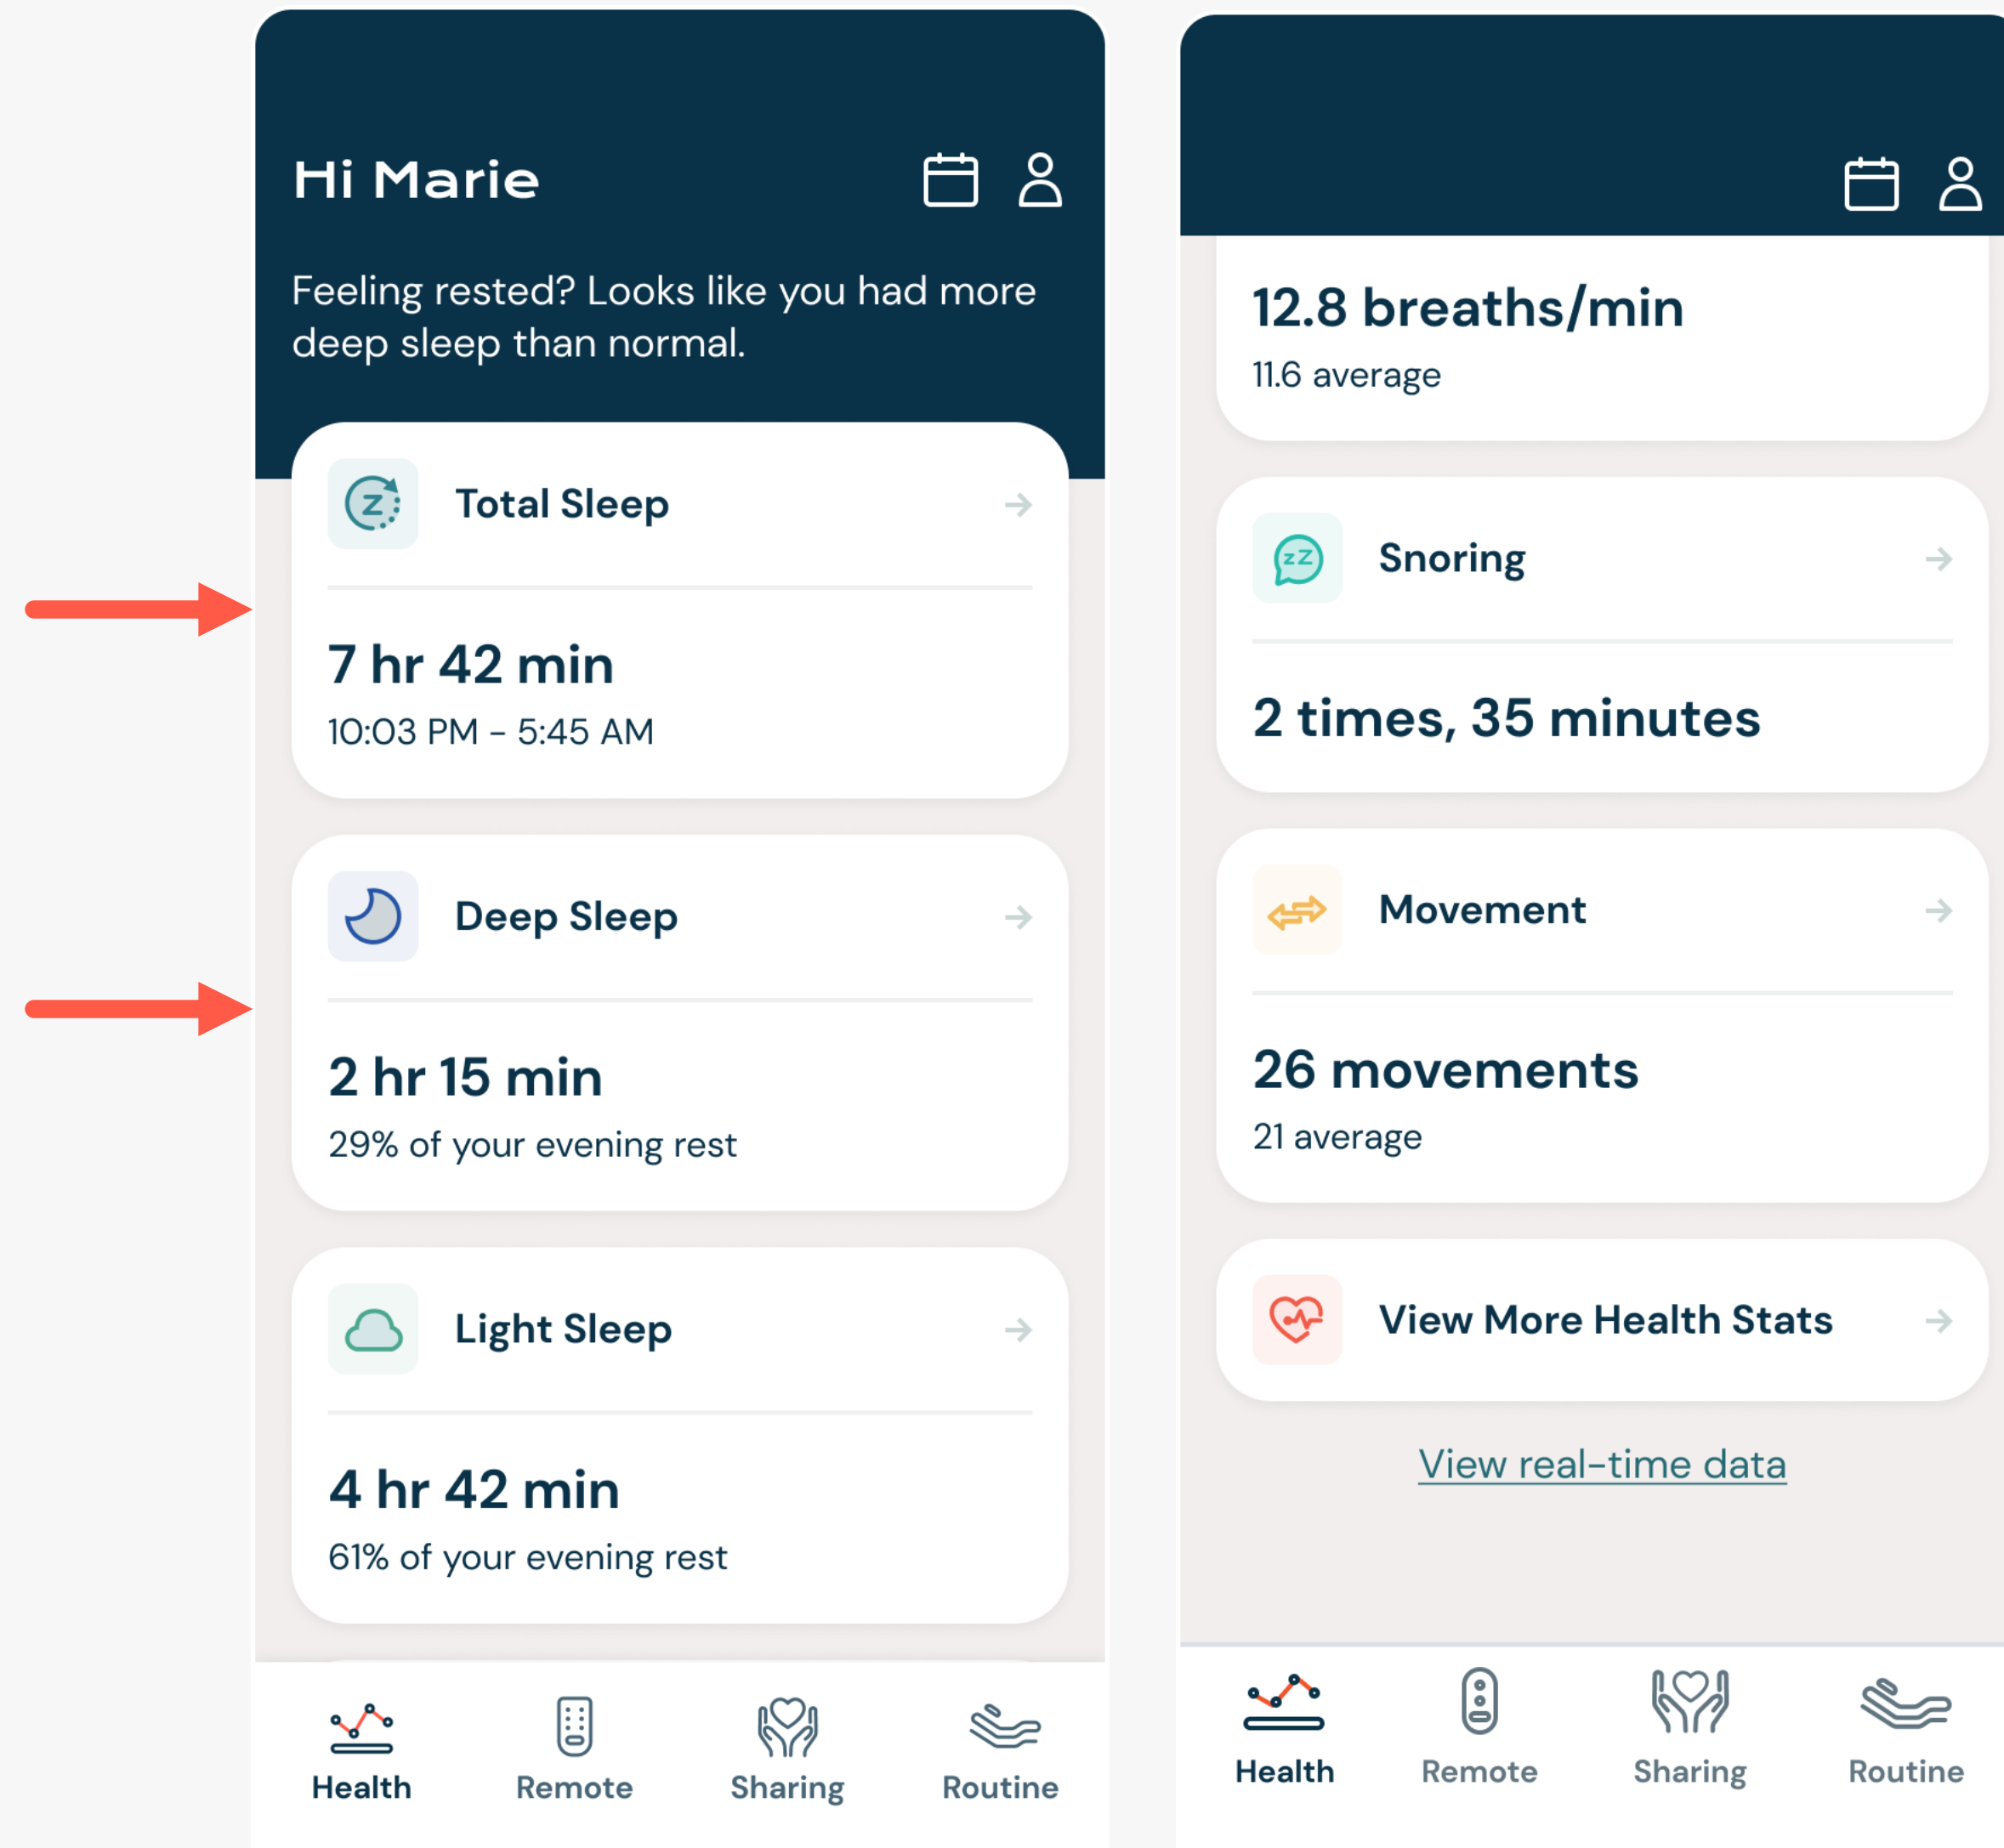 Hi Marie
Feeling rested? Looks like you had more
deep sleep than normal.
Z
Total Sleep
7 hr 42 min
10:03 PM - 5:45 AM
Deep Sleep
2 hr 15 min
29% of your evening rest
Light Sleep
4 hr 42 min
61% of your evening rest
Health
Remote
Sharing
Routine
12.8 breaths/min
11.6 average
zZ
Snoring
2 times, 35 minutes
Movement
26 movements
21 average
View More Health Stats
View real-time data
Health
Remote
Sharing
Routine